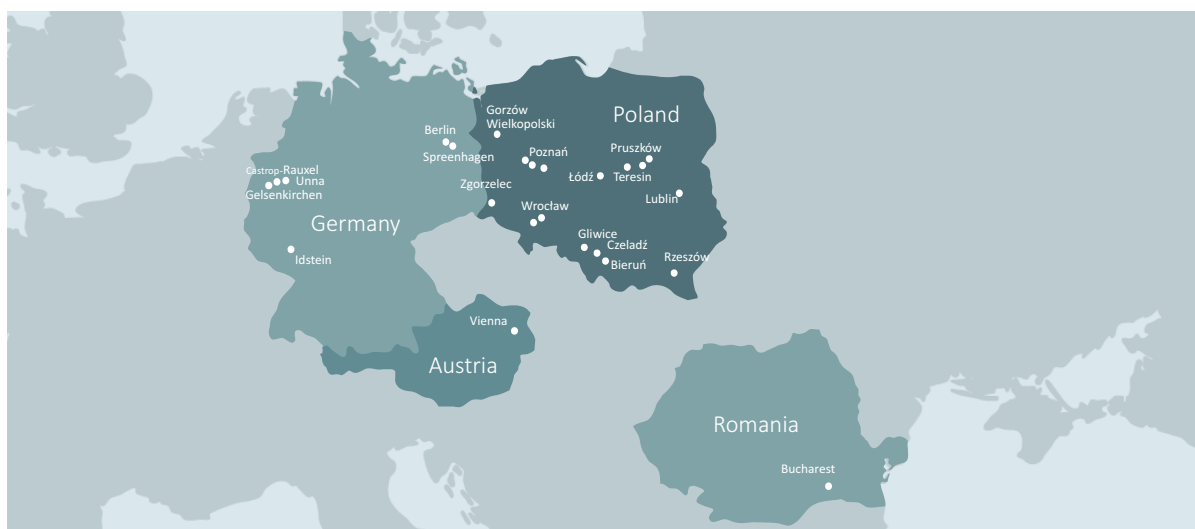 Gorzów
Wielkopolski
Poland
Berlin
Spreenhagen
Poznań
Pruszków
Łódź
Teresin
Castrop-Rauxel
Unna
Gelsenkirchen
Zgorzelec
Lublin
Wrocław
Germany
Gliwice
Czeladź
Bieruń
Rzeszów
Idstein
Vienna
Austria
Romania
Bucharest